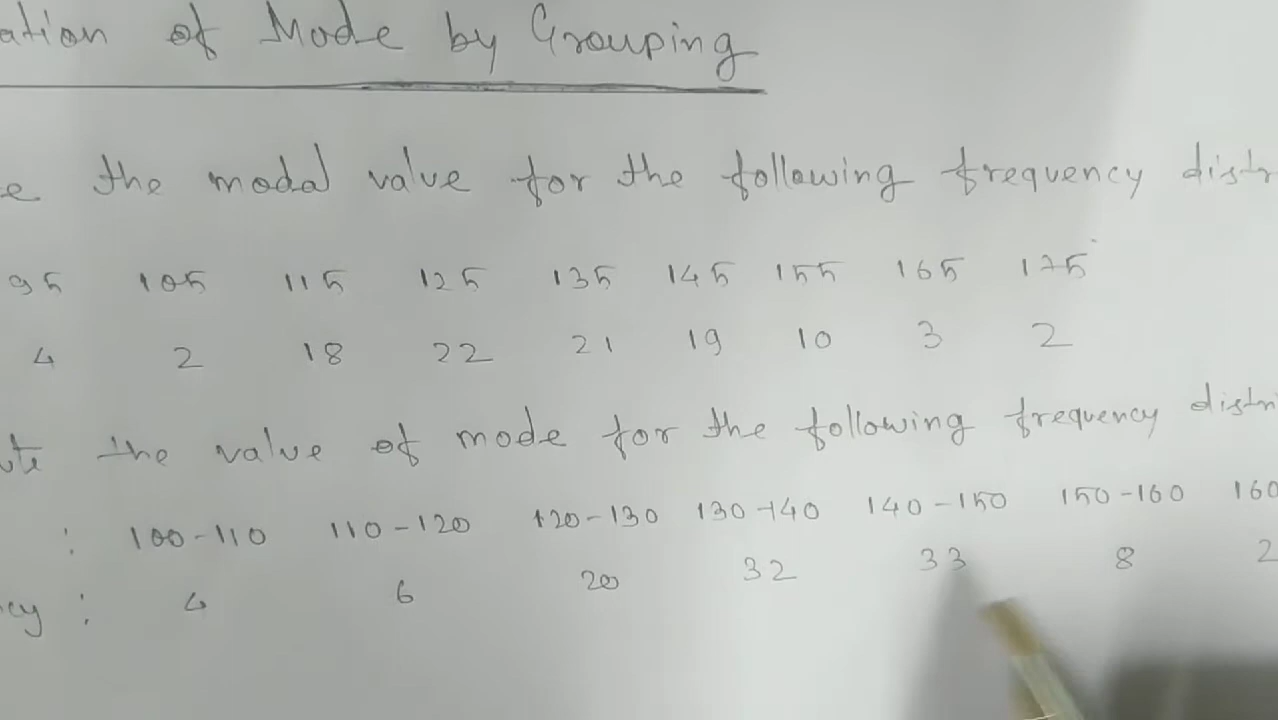 ation of Mode by Grouping
e the modal value for the following frequency distr
95 105 115 125 135 145 155 165 175
4 2 18 22 21 19 10 3 2
ute the value of mode for the following frequency distri
: 100-110 110-120 120-130 130-140 140-150 150-160 160
cy : 4 6 20 32 33 8 2